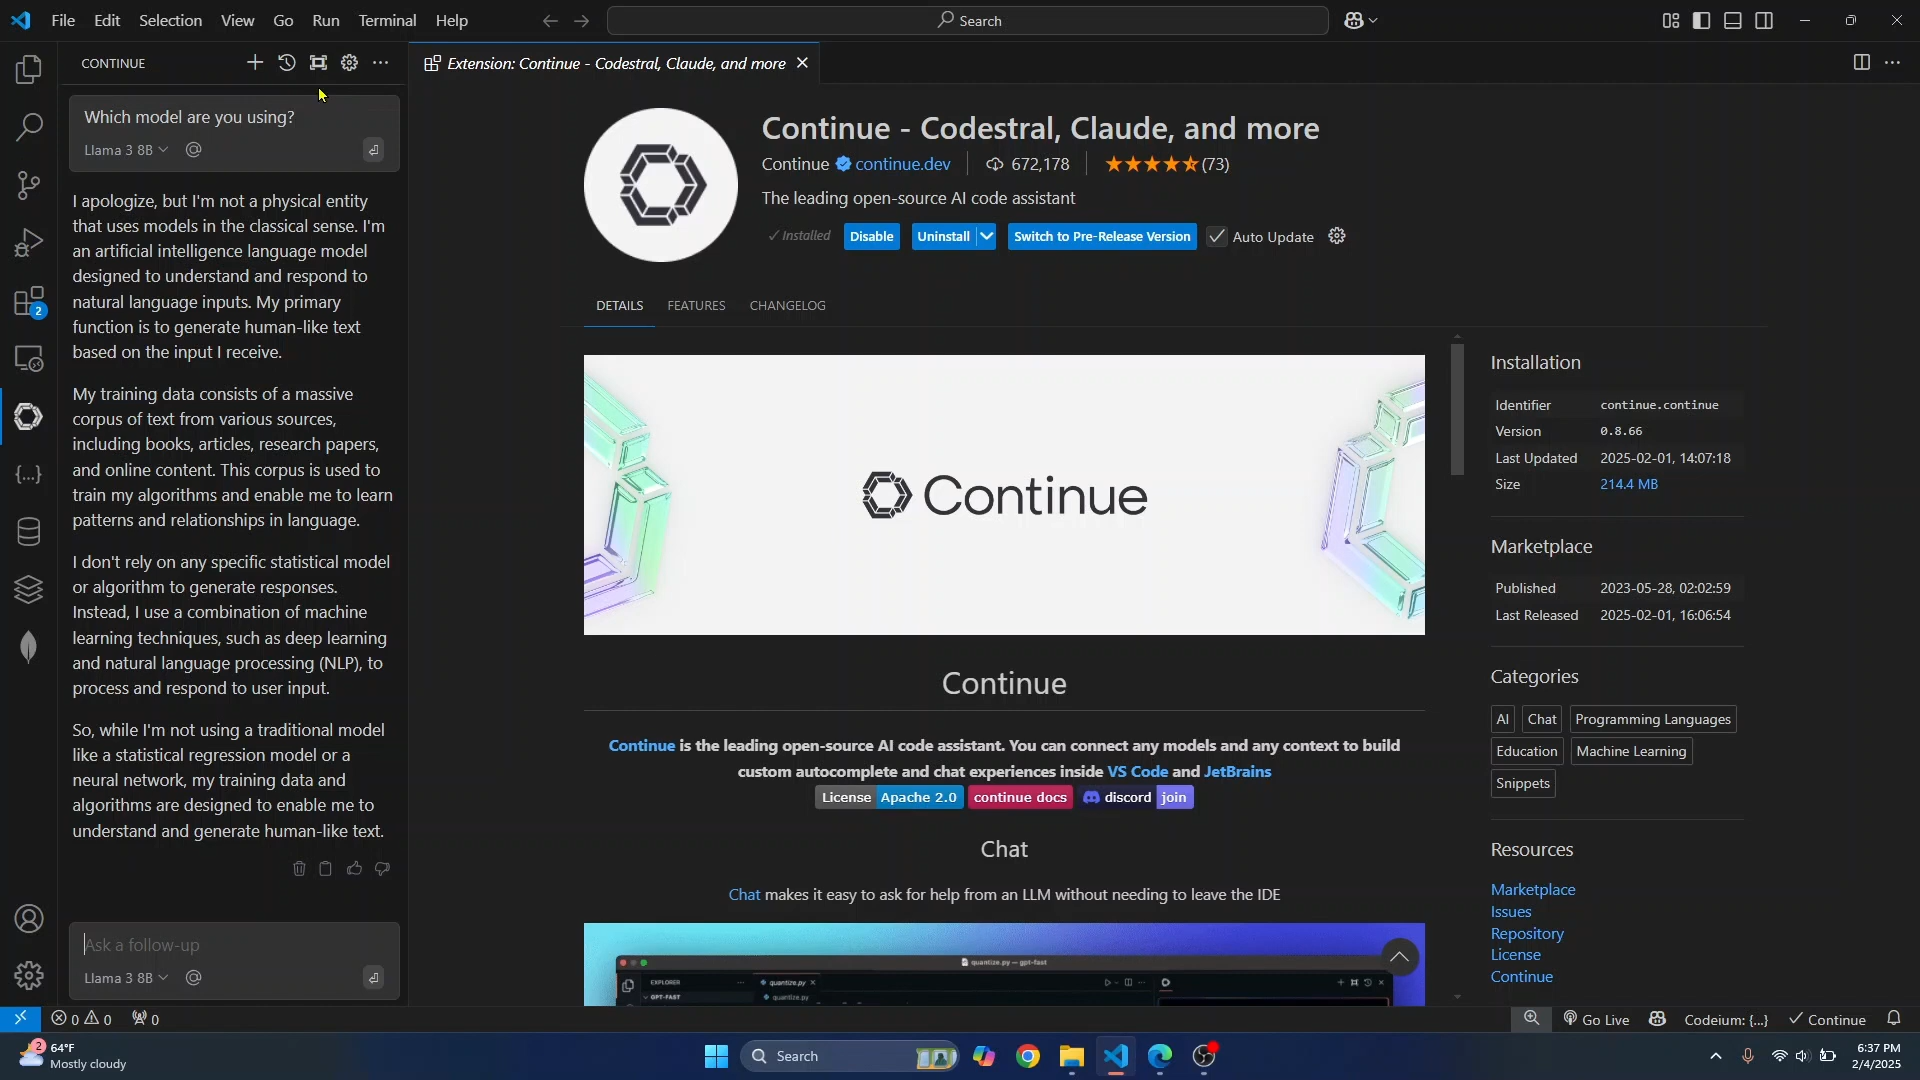 File Edit Selection View Go Run Terminal Help
Search
CONTINUE
Extension: Continue - Codestral, Claude, and more
Which model are you using?
Llama 3 8B
I apologize, but I'm not a physical entity
that uses models in the classical sense. I'm
an artificial intelligence language model
designed to understand and respond to
natural language inputs. My primary
function is to generate human-like text
based on the input I receive.
My training data consists of a massive
corpus of text from various sources,
including books, articles, research papers,
and online content. This corpus is used to
train my algorithms and enable me to learn
patterns and relationships in language.
I don't rely on any specific statistical model
or algorithm to generate responses.
Instead, I use a combination of machine
learning techniques, such as deep learning
and natural language processing (NLP), to
process and respond to user input.
So, while I'm not using a traditional model
like a statistical regression model or a
neural network, my training data and
algorithms are designed to enable me to
understand and generate human-like text.
Ask a follow-up
Llama 3 8B
2
Continue - Codestral, Claude, and more
Continue continue.dev 672,178 (73)
The leading open-source AI code assistant
Installed Disable Uninstall Switch to Pre-Release Version Auto Update
DETAILS FEATURES CHANGELOG
Continue
Continue
Continue is the leading open-source AI code assistant. You can connect any models and any context to build
custom autocomplete and chat experiences inside VS Code and JetBrains
License Apache 2.0 continue docs discord join
Chat
Chat makes it easy to ask for help from an LLM without needing to leave the IDE
quantize.py — gpt-fast
EXPLORER quantize.py
GPT-FAST quantize.py
Installation
Identifier continue.continue
Version 0.8.66
Last Updated 2025-02-01, 14:07:18
Size 214.4 MB
Marketplace
Published 2023-05-28, 02:02:59
Last Released 2025-02-01, 16:06:54
Categories
AI Chat Programming Languages
Education Machine Learning
Snippets
Resources
Marketplace
Issues
Repository
License
Continue
0 0 0 Go Live Codeium: {...} Continue
2
64°F
Mostly cloudy
Search
6:37 PM
2/4/2025